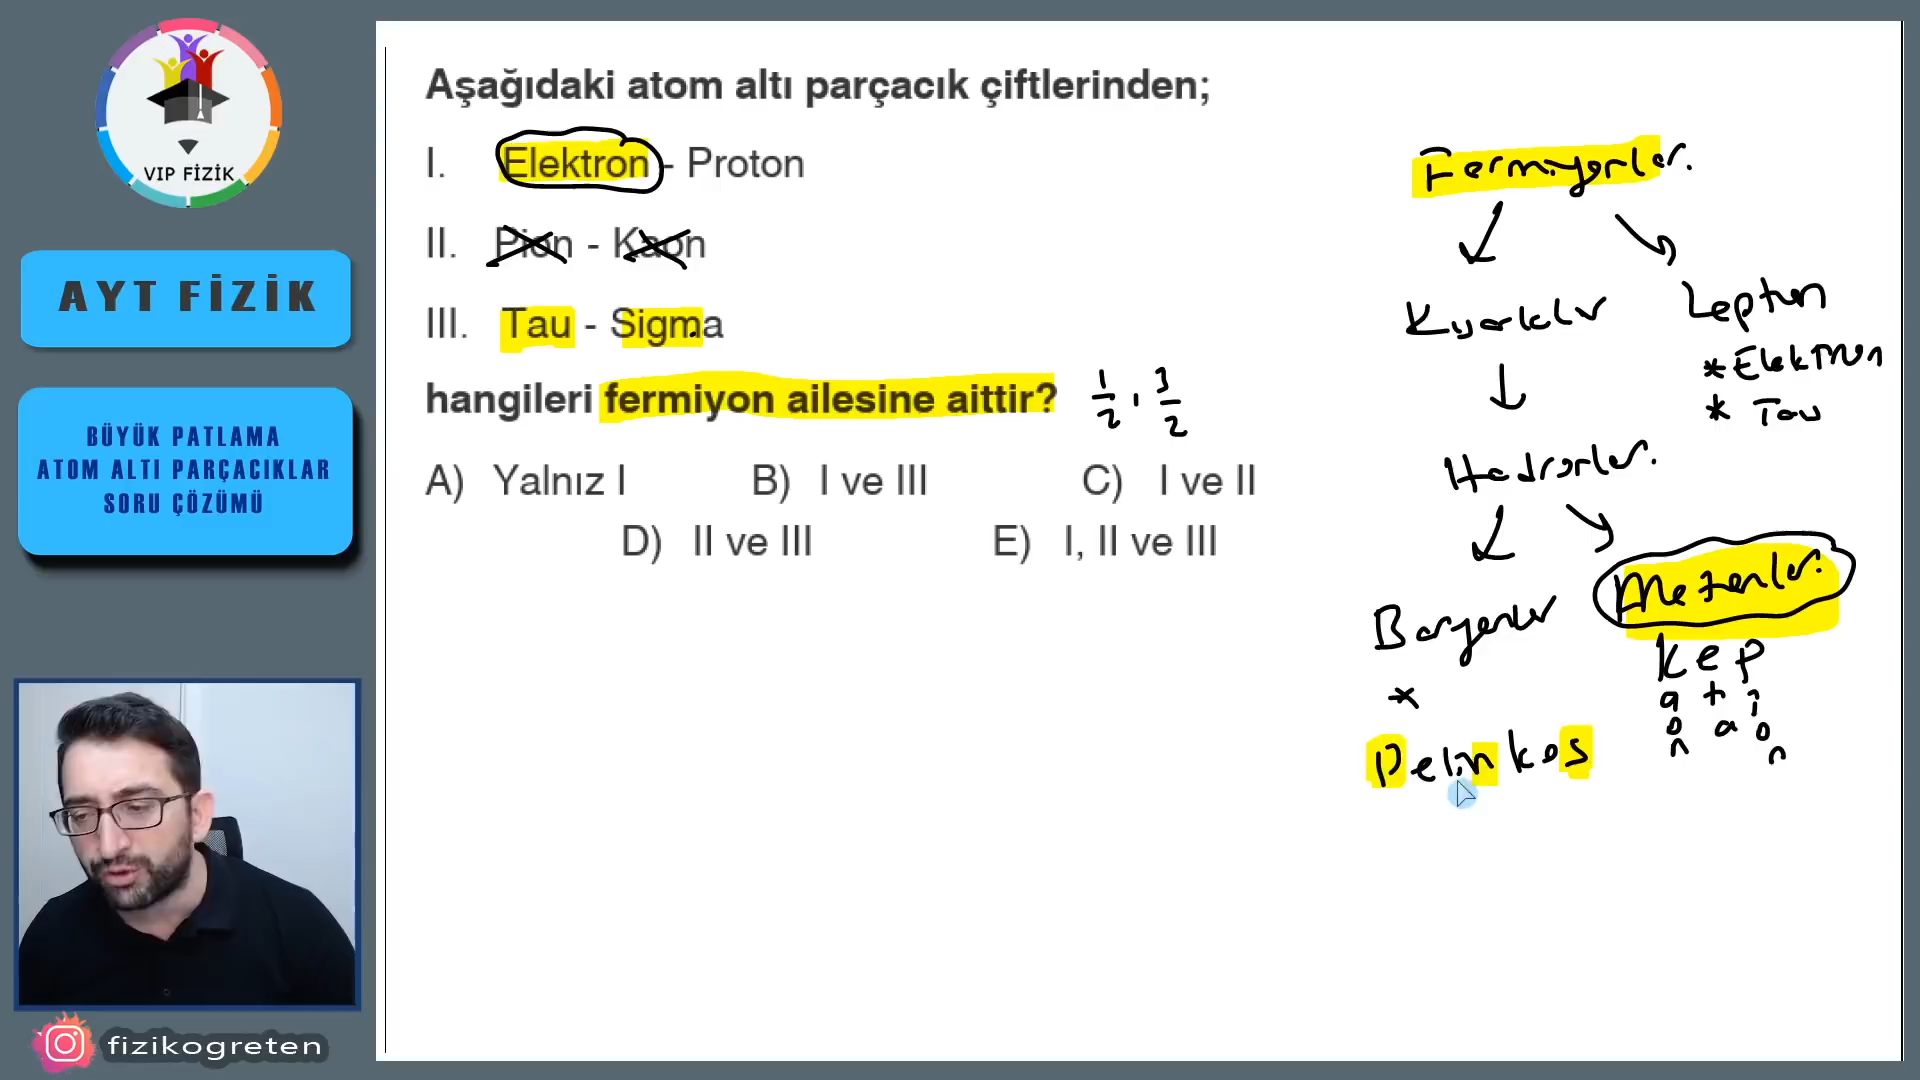 VIP FİZİK
AYT FİZİK
BÜYÜK PATLAMA
ATOM ALTI PARÇACIKLAR
SORU ÇÖZÜMÜ
fizikogreten
Aşağıdaki atom altı parçacık çiftlerinden;
I. Elektron - Proton
II. Pion - Kaon
III. Tau - Sigma
hangileri fermiyon ailesine aittir? 1/2, 3/2
A) Yalnız I B) I ve III C) I ve II
D) II ve III E) I, II ve III
Fermiyonlar.
Kuarklar Lepton
* Elektron
* Tau
Hadronlar.
Baryonlar Mezonlar.
kep
*
a t i
o a o
n n
Pelinkos